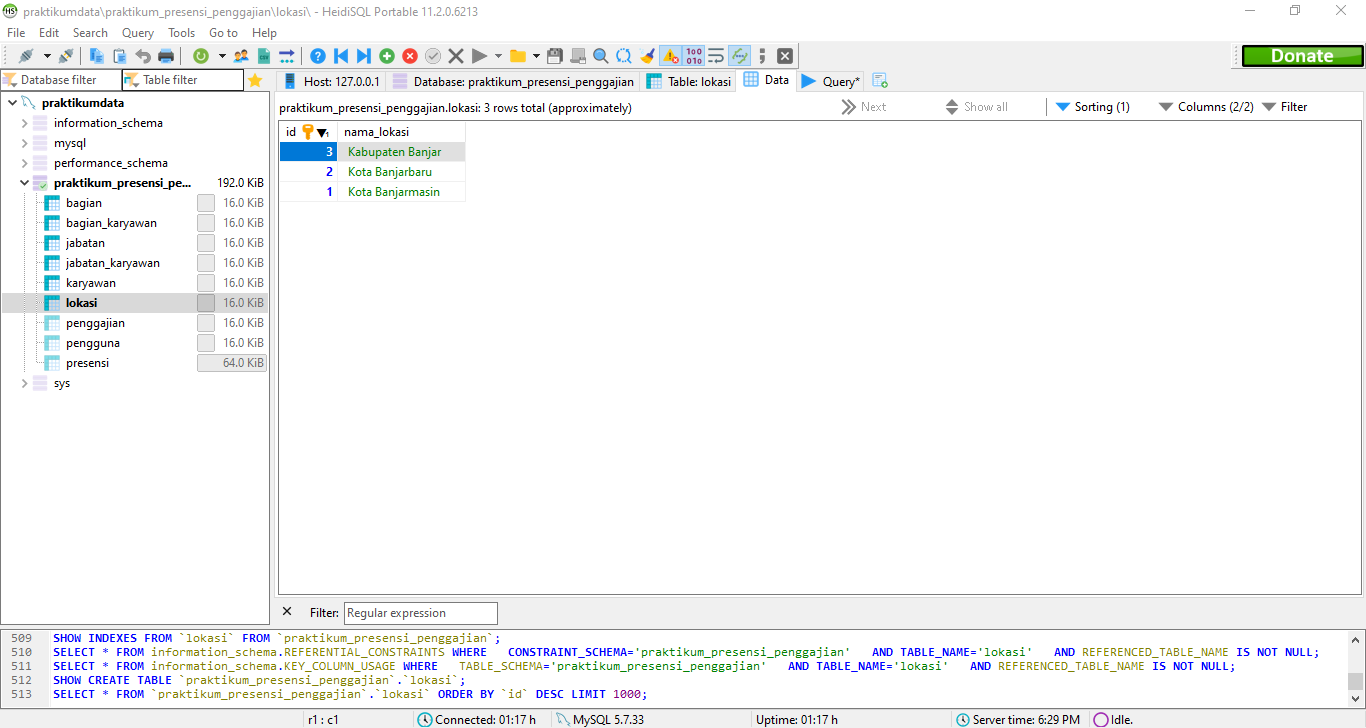 praktikumdata\praktikum_presensi_penggajian\lokasi\ - HeidiSQL Portable 11.2.0.6213
File Edit Search Query Tools Go to Help
Donate
Database filter Table filter
Host: 127.0.0.1 Database: praktikum_presensi_penggajian Table: lokasi Data Query*
praktikumdata
information_schema
mysql
performance_schema
praktikum_presensi_pe... 192.0 KiB
bagian 16.0 KiB
bagian_karyawan 16.0 KiB
jabatan 16.0 KiB
jabatan_karyawan 16.0 KiB
karyawan 16.0 KiB
lokasi 16.0 KiB
penggajian 16.0 KiB
pengguna 16.0 KiB
presensi 64.0 KiB
sys
praktikum_presensi_penggajian.lokasi: 3 rows total (approximately) Next Show all Sorting (1) Columns (2/2) Filter
id 1 nama_lokasi
3 Kabupaten Banjar
2 Kota Banjarbaru
1 Kota Banjarmasin
Filter: Regular expression
509 SHOW INDEXES FROM `lokasi` FROM `praktikum_presensi_penggajian`;
510 SELECT * FROM information_schema.REFERENTIAL_CONSTRAINTS WHERE   CONSTRAINT_SCHEMA='praktikum_presensi_penggajian'   AND TABLE_NAME='lokasi'   AND REFERENCED_TABLE_NAME IS NOT NULL;
511 SELECT * FROM information_schema.KEY_COLUMN_USAGE WHERE   TABLE_SCHEMA='praktikum_presensi_penggajian'   AND TABLE_NAME='lokasi'   AND REFERENCED_TABLE_NAME IS NOT NULL;
512 SHOW CREATE TABLE `praktikum_presensi_penggajian`.`lokasi`;
513 SELECT * FROM `praktikum_presensi_penggajian`.`lokasi` ORDER BY `id` DESC LIMIT 1000;
r1 : c1 Connected: 01:17 h MySQL 5.7.33 Uptime: 01:17 h Server time: 6:29 PM Idle.